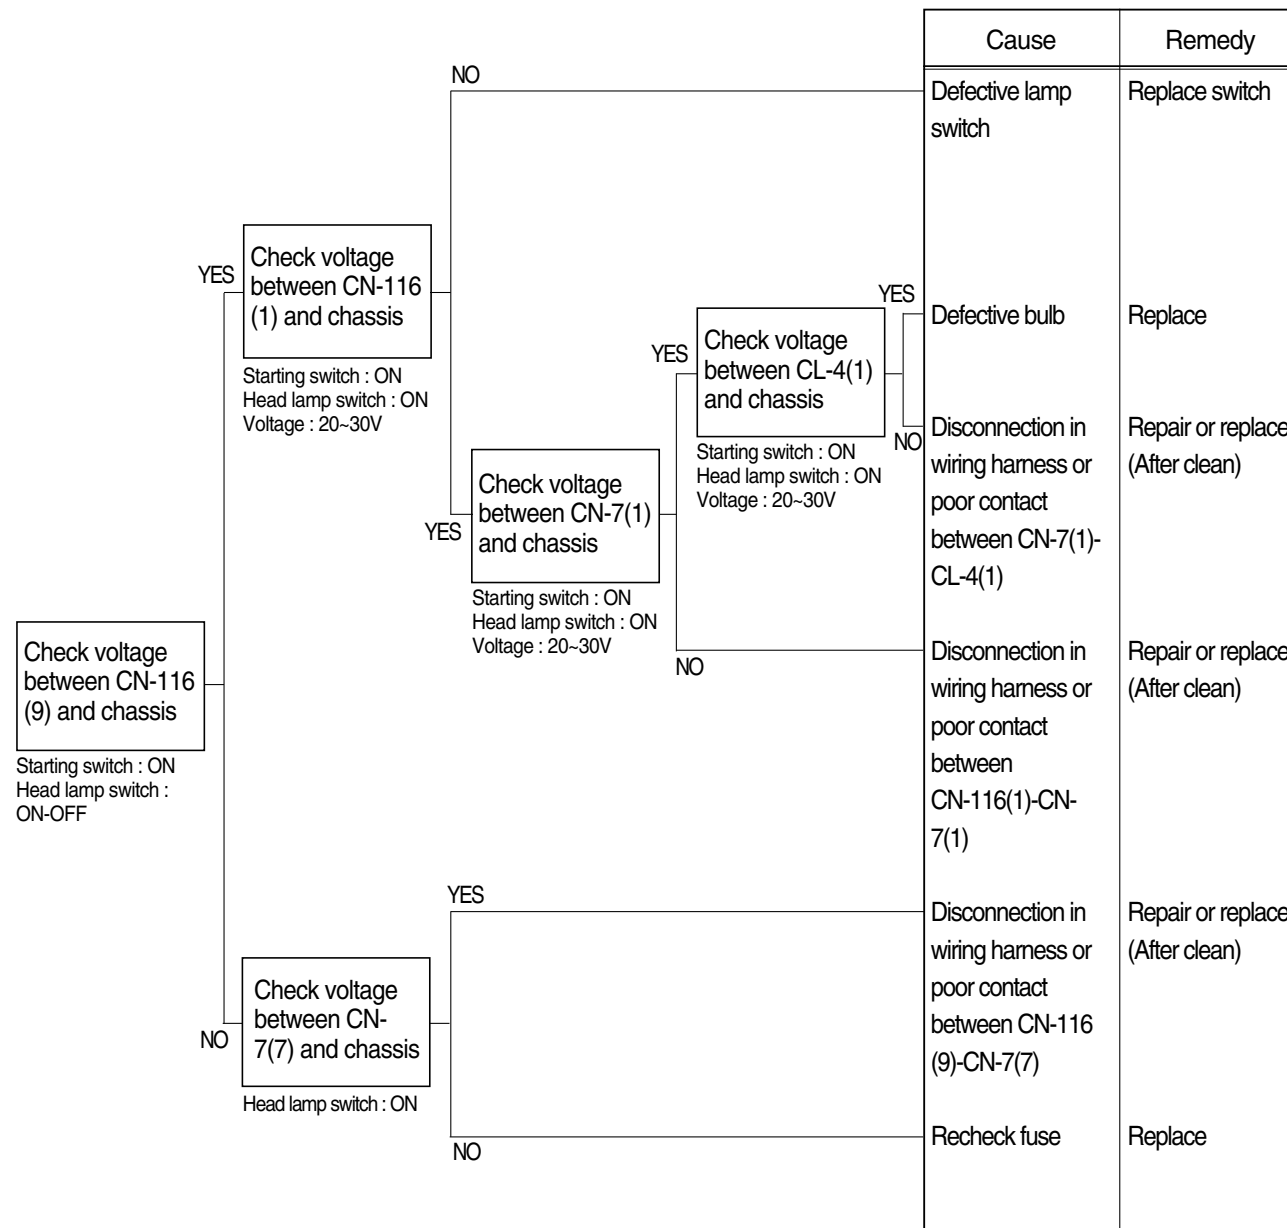 Cause
Remedy
NO
Defective lamp
switch
Replace switch
YES
Check voltage
between CN-116
(1) and chassis
Starting switch : ON
Head lamp switch : ON
Voltage : 20~30V
YES
Defective bulb
Replace
YES
Check voltage
between CL-4(1)
and chassis
Starting switch : ON
Head lamp switch : ON
Voltage : 20~30V
NO
Disconnection in
wiring harness or
poor contact
between CN-7(1)-
CL-4(1)
Repair or replace
(After clean)
YES
Check voltage
between CN-7(1)
and chassis
Starting switch : ON
Head lamp switch : ON
Voltage : 20~30V
NO
Disconnection in
wiring harness or
poor contact
between
CN-116(1)-CN-
7(1)
Repair or replace
(After clean)
Check voltage
between CN-116
(9) and chassis
Starting switch : ON
Head lamp switch :
ON-OFF
YES
Disconnection in
wiring harness or
poor contact
between CN-116
(9)-CN-7(7)
Repair or replace
(After clean)
NO
Check voltage
between CN-
7(7) and chassis
Head lamp switch : ON
NO
Recheck fuse
Replace